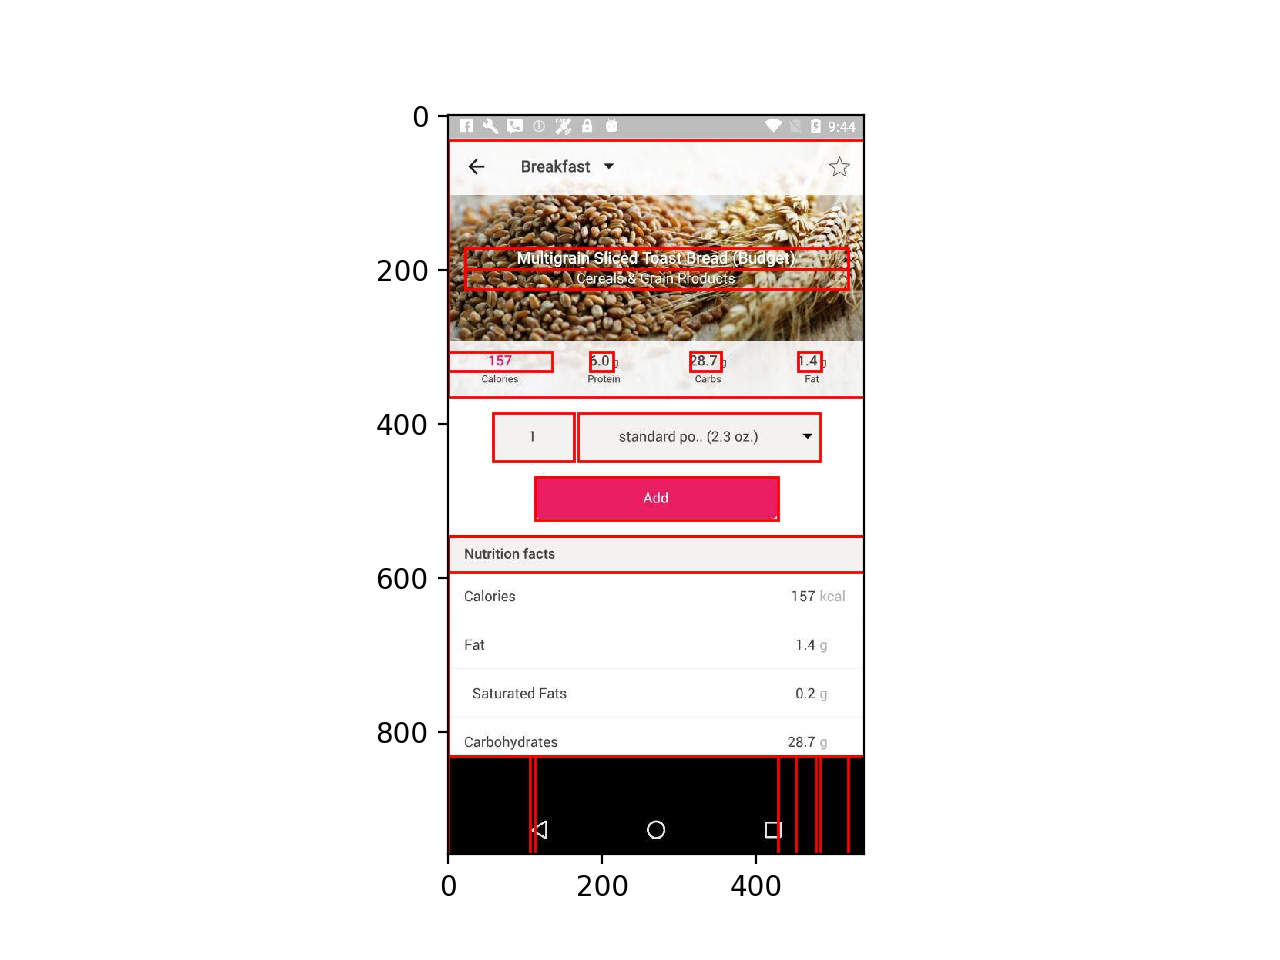 0
9:44
Breakfast
200
Multigrain Sliced Toast Bread (Budget)
Cereals & Grain Products
157 6.0 g 28.7 g 1.4 g
Calories Protein Carbs Fat
400
1 standard po.. (2.3 oz.)
Add
Nutrition facts
600
Calories 157 kcal
Fat 1.4 g
Saturated Fats 0.2 g
800
Carbohydrates 28.7 g
0 200 400